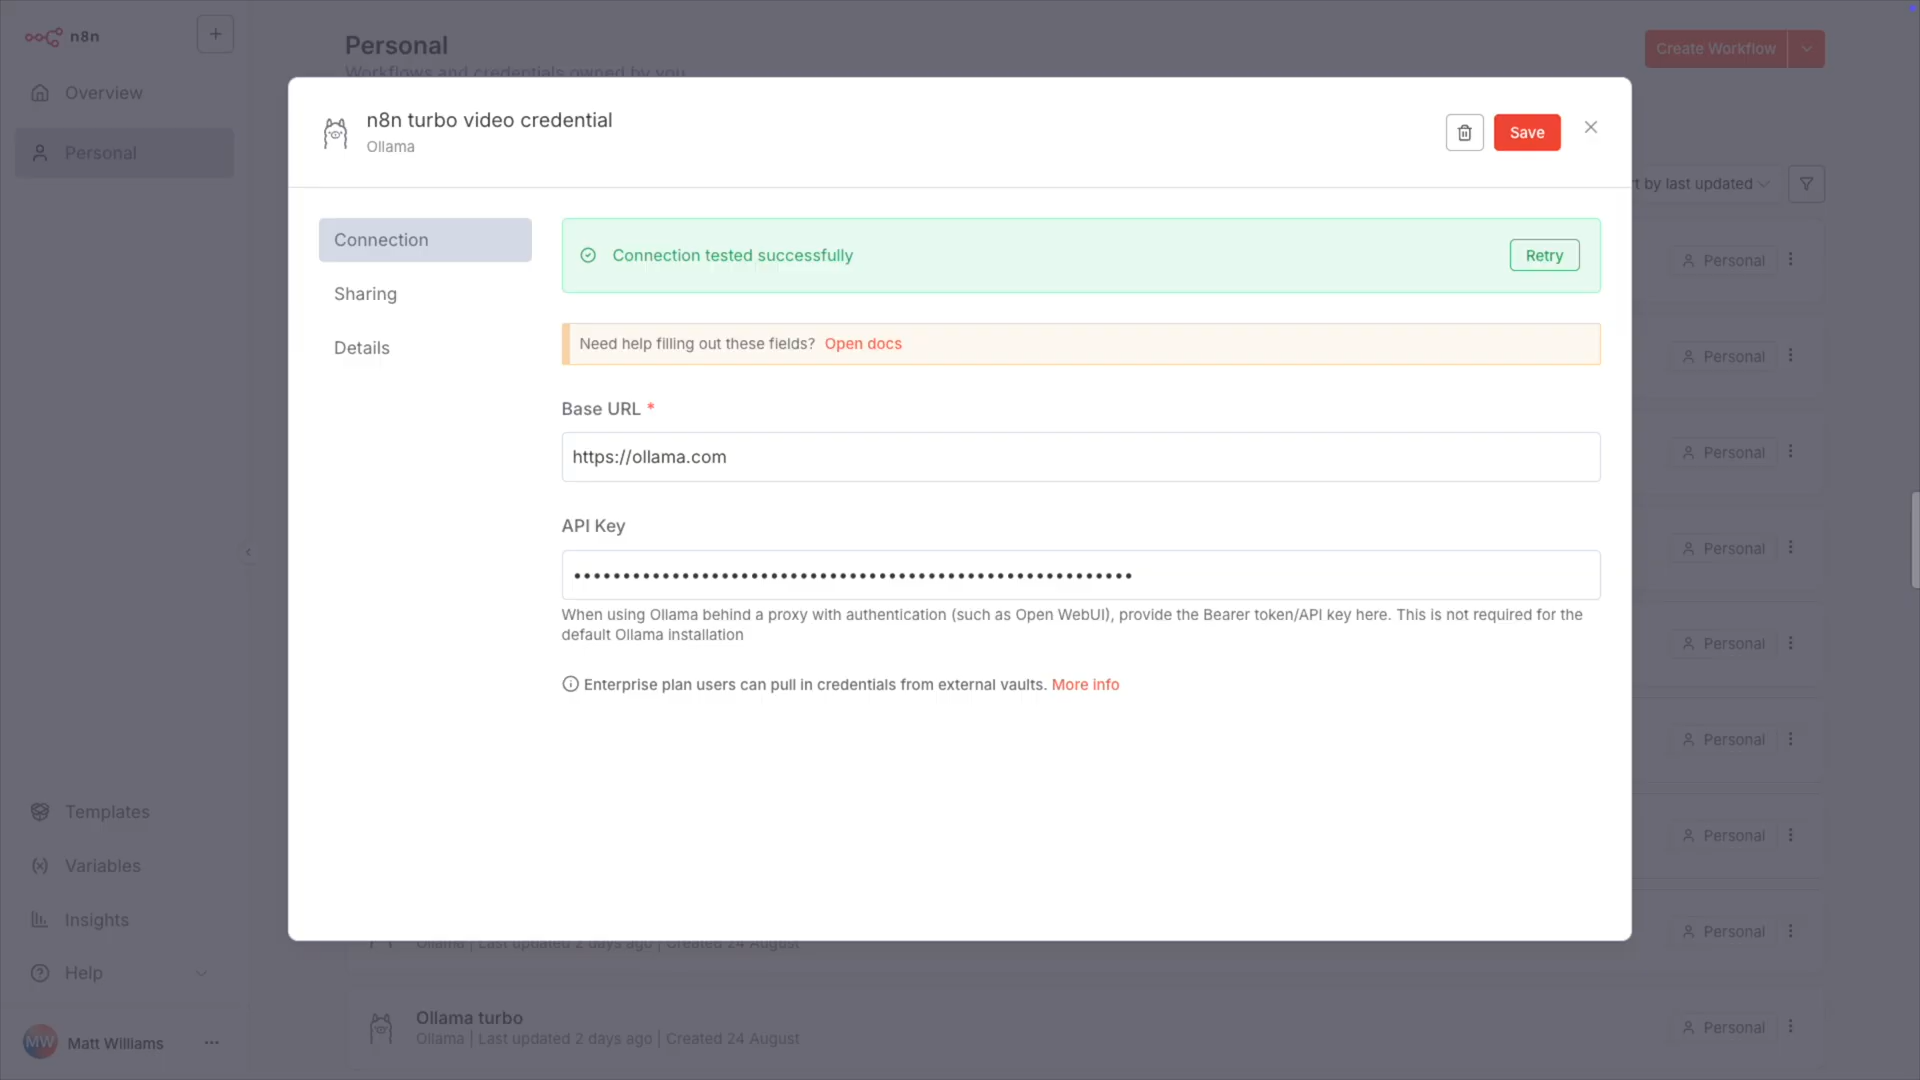 n8n
+
Overview
Personal
Personal
Workflows and credentials owned by you
Create Workflow
n8n turbo video credential
Ollama
Save
Connection
Sharing
Details
Connection tested successfully
Retry
Need help filling out these fields? Open docs
Base URL *
https://ollama.com
API Key
••••••••••••••••••••••••••••••••••••••••••••••••••••••••••
When using Ollama behind a proxy with authentication (such as Open WebUI), provide the Bearer token/API key here. This is not required for the
default Ollama installation
Enterprise plan users can pull in credentials from external vaults. More info
t by last updated
Personal
Personal
Personal
Personal
Personal
Personal
Personal
Personal
Personal
Ollama | Last updated 2 days ago | Created 24 August
Ollama turbo
Ollama | Last updated 2 days ago | Created 24 August
Templates
Variables
Insights
Help
MW Matt Williams